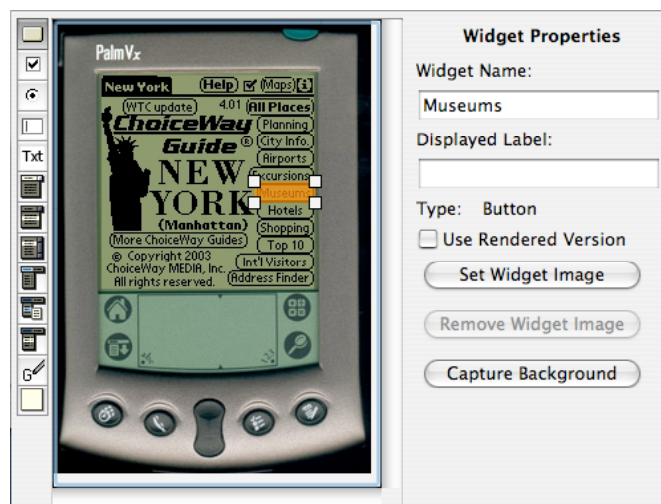 PalmVx
New York
Help
Maps
i
WTC update
4.01
All Places
ChoiceWay
Guide®
NEW
YORK
(Manhattan)
More ChoiceWay Guides
© Copyright 2003
ChoiceWay MEDIA, Inc.
All rights reserved.
Planning
City Info.
Airports
Excursions
Museums
Hotels
Shopping
Top 10
Int'l Visitors
Address Finder
Txt
G
Widget Properties
Widget Name:
Museums
Displayed Label:
Type: Button
Use Rendered Version
Set Widget Image
Remove Widget Image
Capture Background